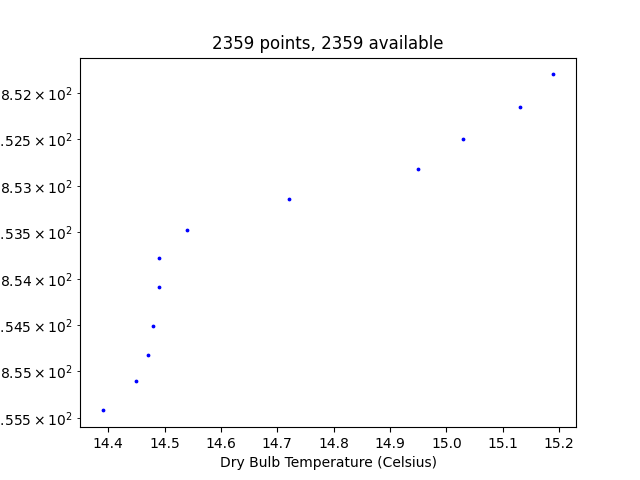 2359 points, 2359 available
8.52 × 10²
.525 × 10²
8.53 × 10²
.535 × 10²
8.54 × 10²
.545 × 10²
8.55 × 10²
.555 × 10²
14.4 14.5 14.6 14.7 14.8 14.9 15.0 15.1 15.2
Dry Bulb Temperature (Celsius)